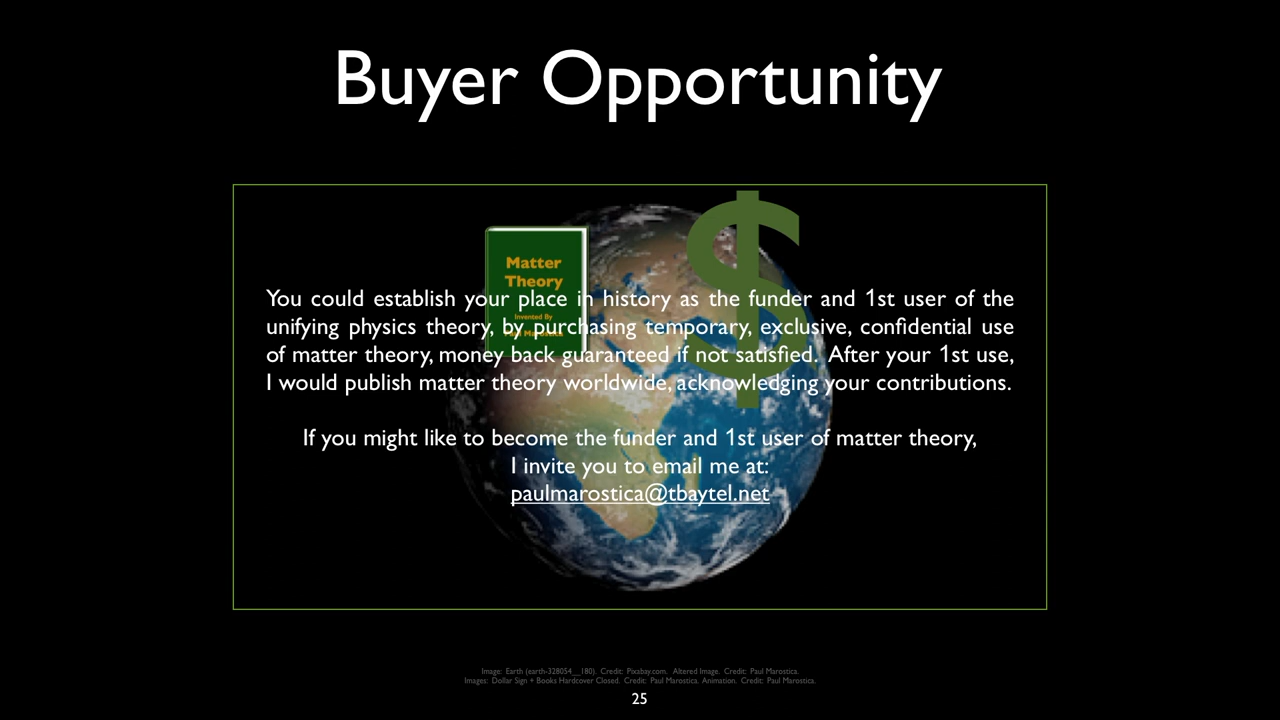 Buyer Opportunity
Matter
Theory
Invented By
Paul Marostica
You could establish your place in history as the funder and 1st user of the
unifying physics theory, by purchasing temporary, exclusive, confidential use
of matter theory, money back guaranteed if not satisfied. After your 1st use,
I would publish matter theory worldwide, acknowledging your contributions.
If you might like to become the funder and 1st user of matter theory,
I invite you to email me at:
paulmarostica@tbaytel.net
Image: Earth (earth-328054__180). Credit: Pixabay.com. Altered Image. Credit: Paul Marostica.
Images: Dollar Sign + Books Hardcover Closed. Credit: Paul Marostica. Animation. Credit: Paul Marostica.
25
$